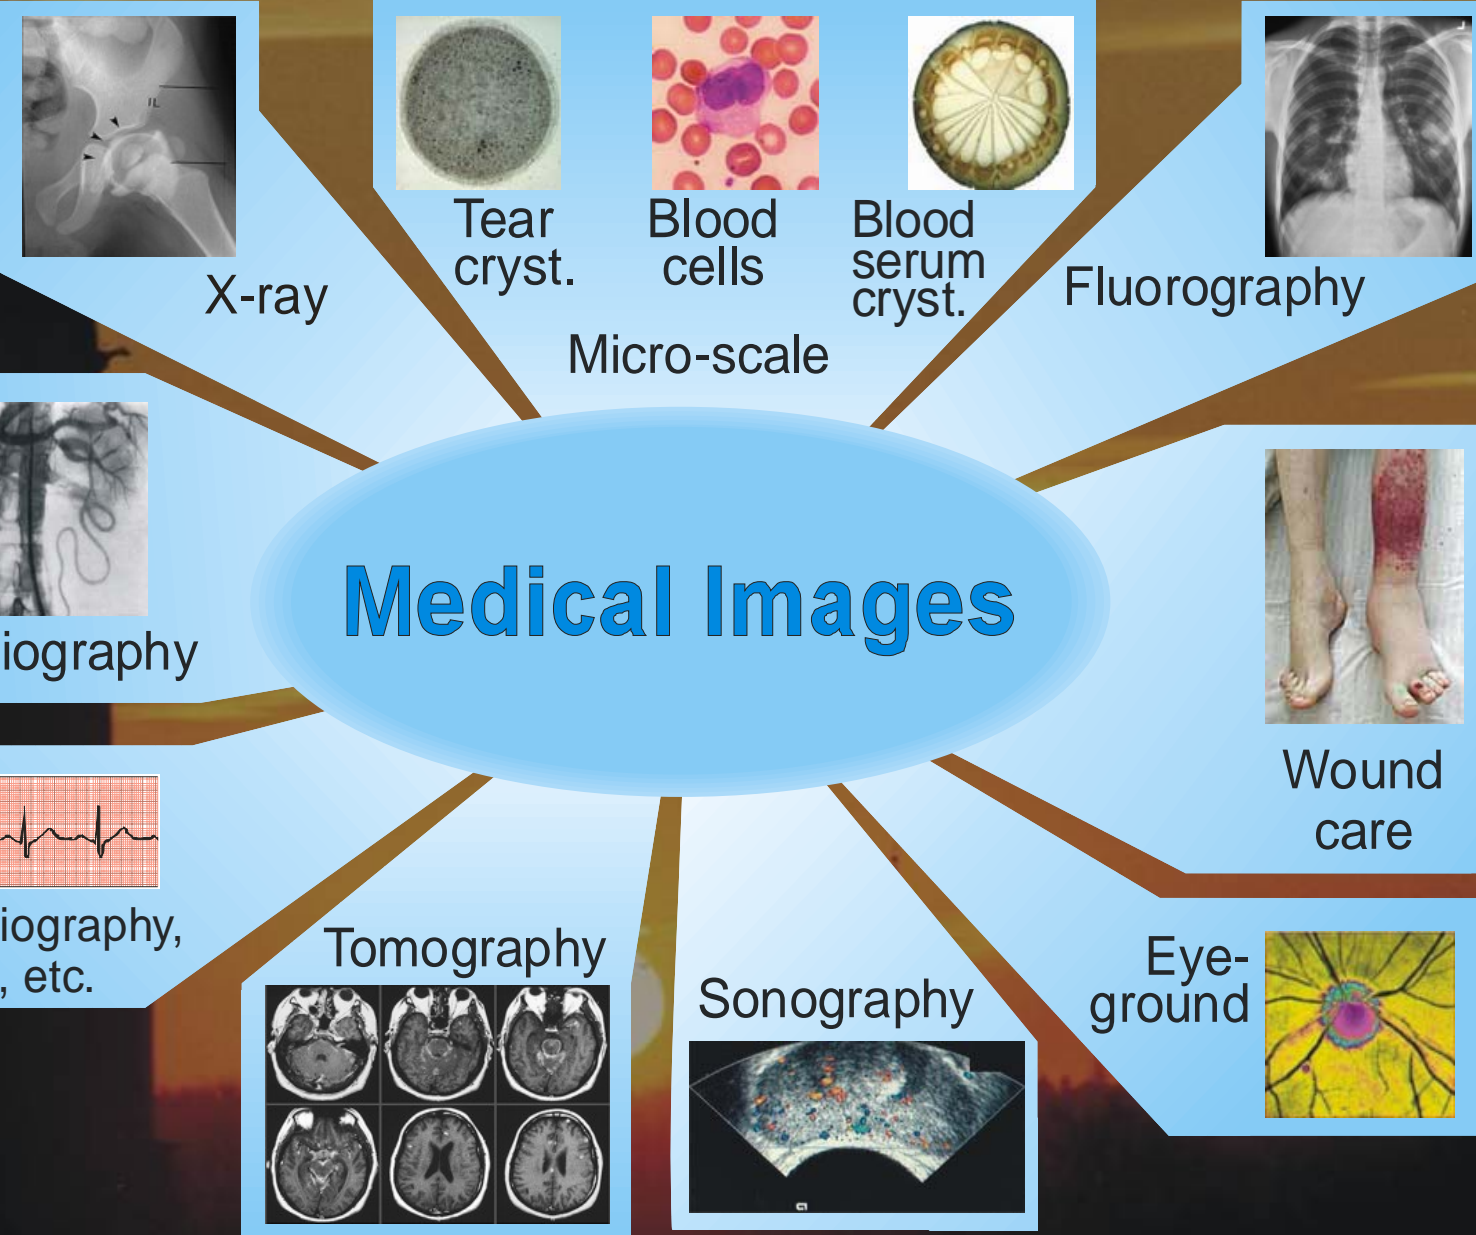 IL
X-ray
Tear
cryst.
Blood
cells
Blood
serum
cryst.
Micro-scale
Fluorography
L
iography
Medical Images
Wound
care
iography,
, etc.
Tomography
Sonography
Eye-
ground